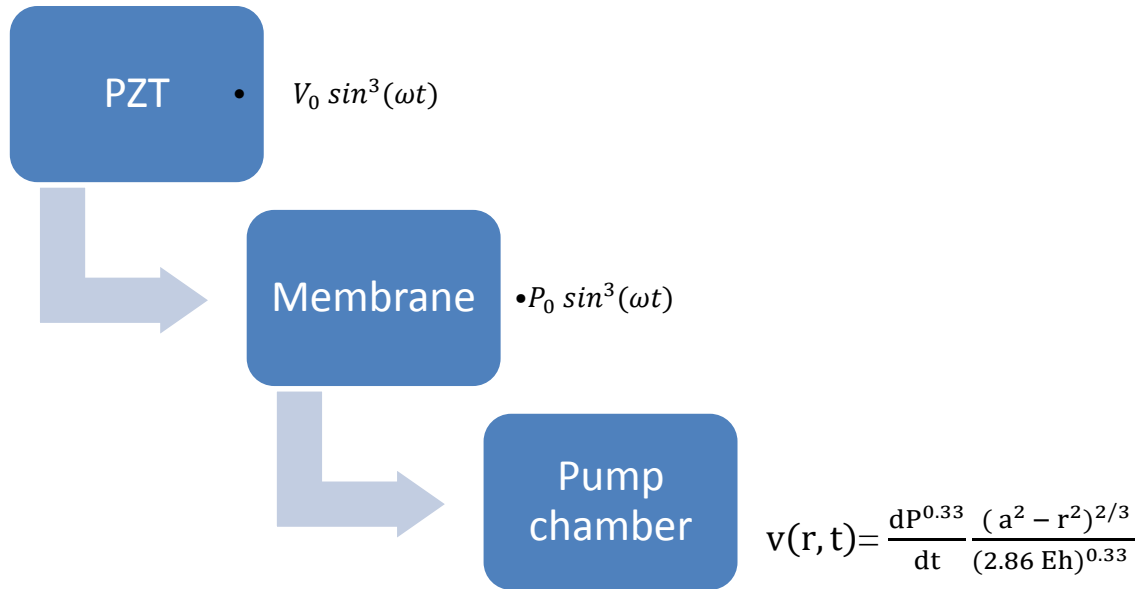 PZT
• V₀ sin³(ωt)
Membrane
•P₀ sin³(ωt)
Pump
chamber
v(r, t)= dP^0.33/dt (a² − r²)^2/3/(2.86 Eh)^0.33